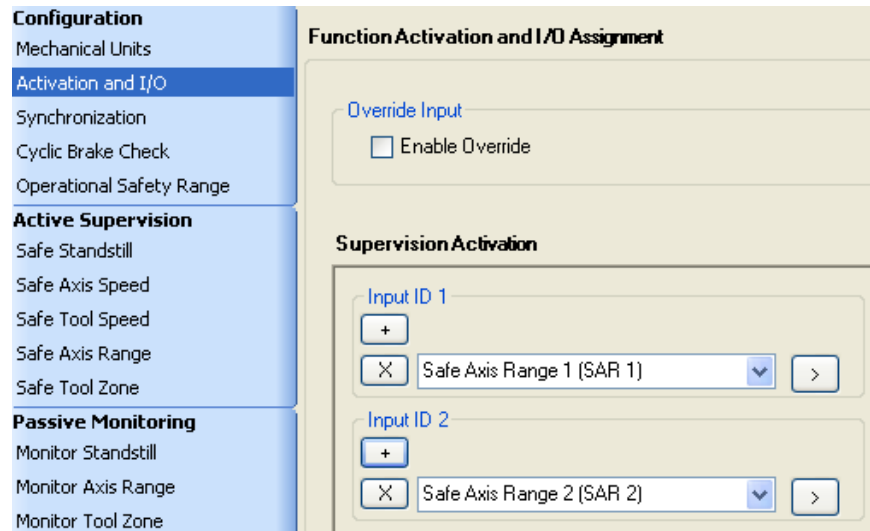 Configuration
Mechanical Units
Activation and I/O
Synchronization
Cyclic Brake Check
Operational Safety Range
Active Supervision
Safe Standstill
Safe Axis Speed
Safe Tool Speed
Safe Axis Range
Safe Tool Zone
Passive Monitoring
Monitor Standstill
Monitor Axis Range
Monitor Tool Zone
Function Activation and I/O Assignment
Override Input
Enable Override
Supervision Activation
Input ID 1
+
X Safe Axis Range 1 (SAR 1) >
Input ID 2
+
X Safe Axis Range 2 (SAR 2) >